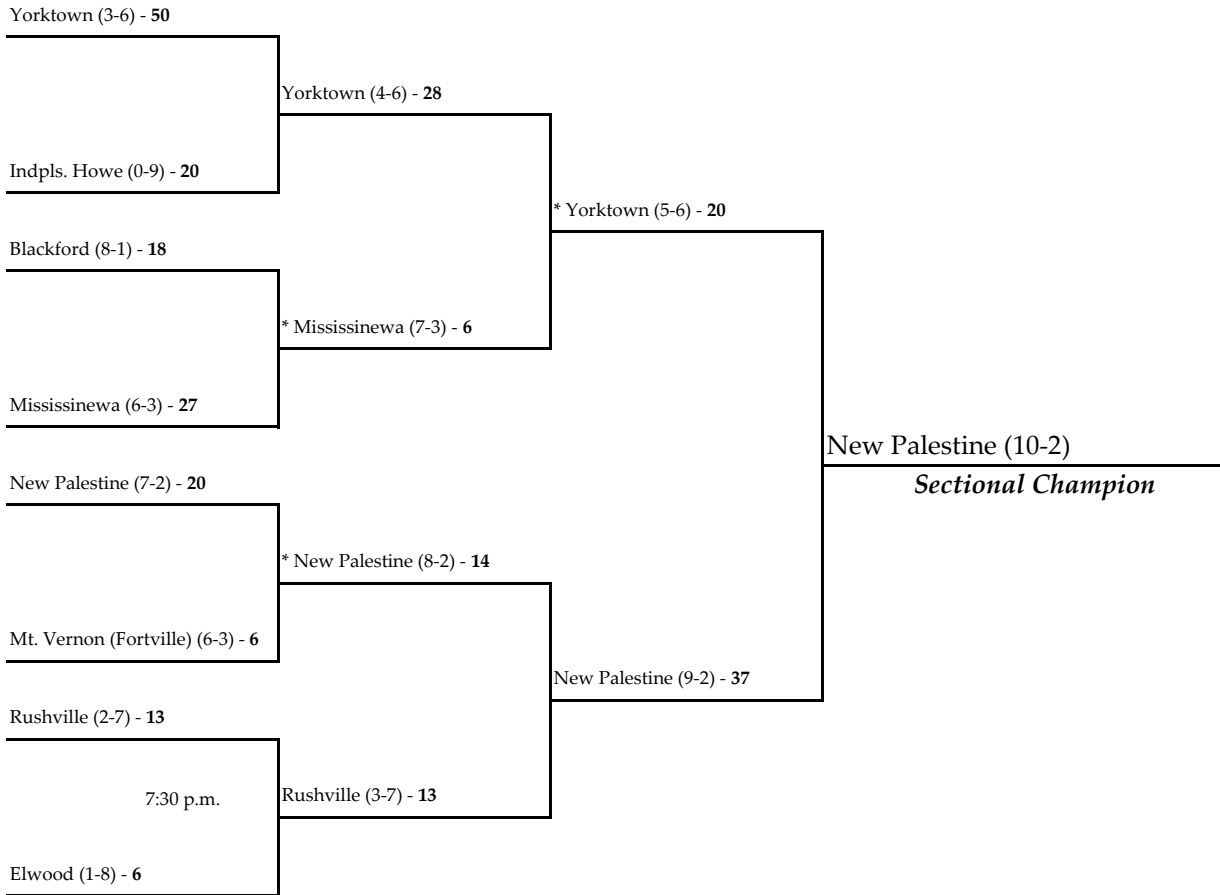 Yorktown (3-6) - 50
Yorktown (4-6) - 28
Indpls. Howe (0-9) - 20
* Yorktown (5-6) - 20
Blackford (8-1) - 18
* Mississinewa (7-3) - 6
Mississinewa (6-3) - 27
New Palestine (10-2)
Sectional Champion
New Palestine (7-2) - 20
* New Palestine (8-2) - 14
Mt. Vernon (Fortville) (6-3) - 6
New Palestine (9-2) - 37
Rushville (2-7) - 13
7:30 p.m.
Rushville (3-7) - 13
Elwood (1-8) - 6